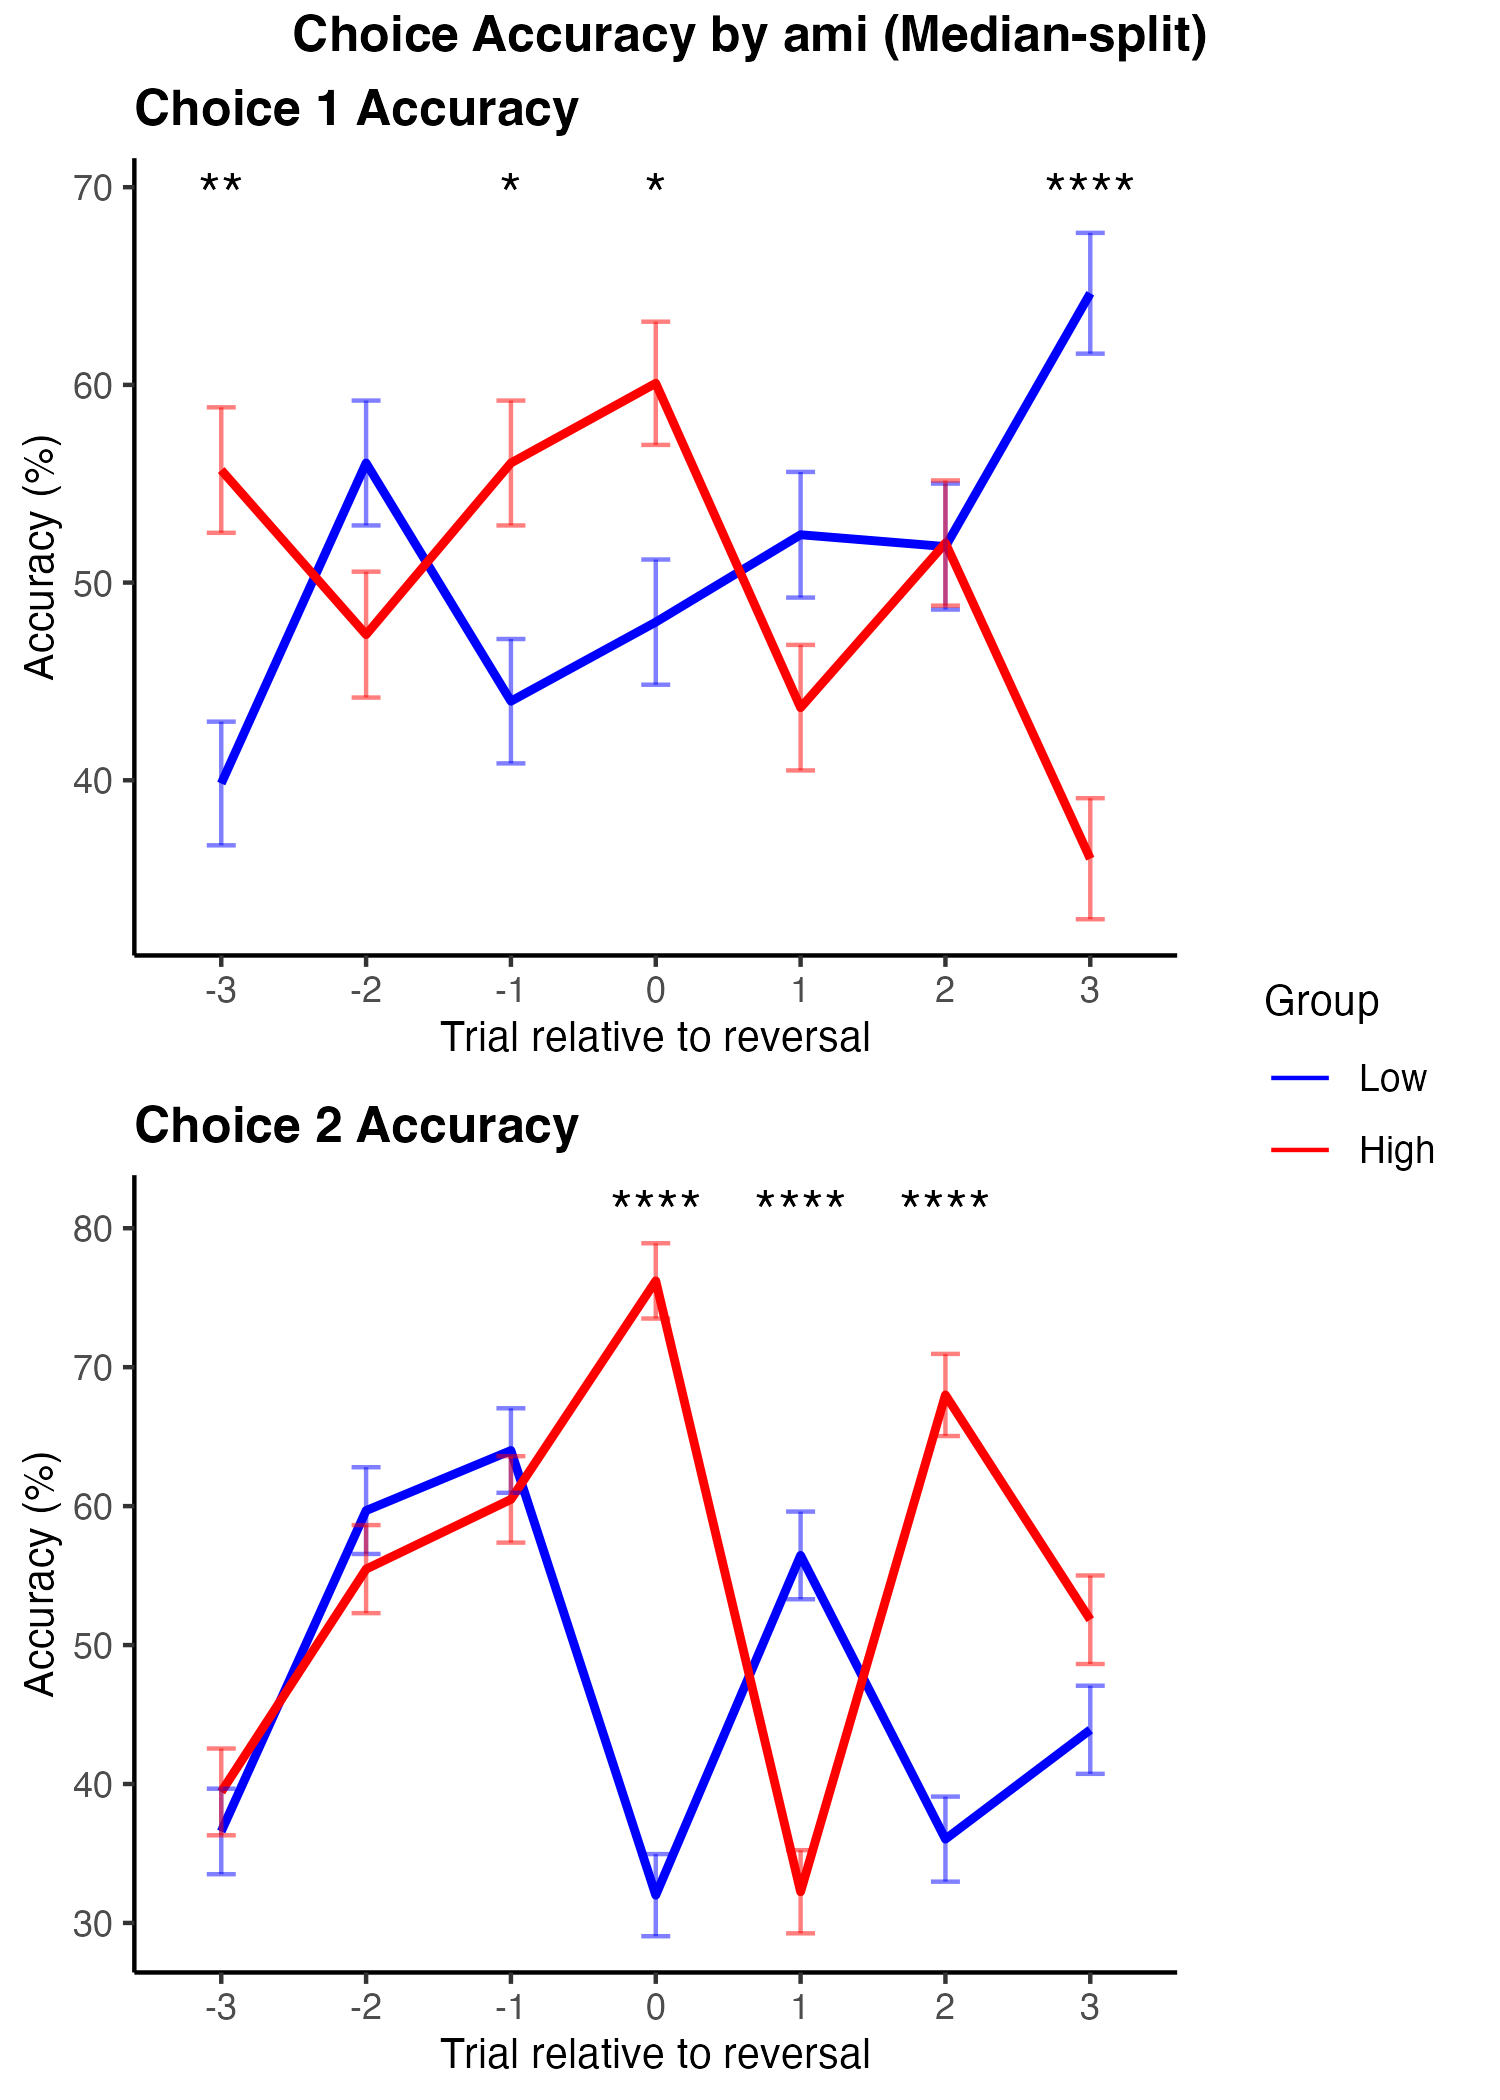 Choice Accuracy by ami (Median-split)
Choice 1 Accuracy
** * * ****
70
60
50
40
Accuracy (%)
-3 -2 -1 0 1 2 3
Trial relative to reversal
Group
Low
High
Choice 2 Accuracy
**** **** ****
80
70
60
50
40
30
Accuracy (%)
-3 -2 -1 0 1 2 3
Trial relative to reversal